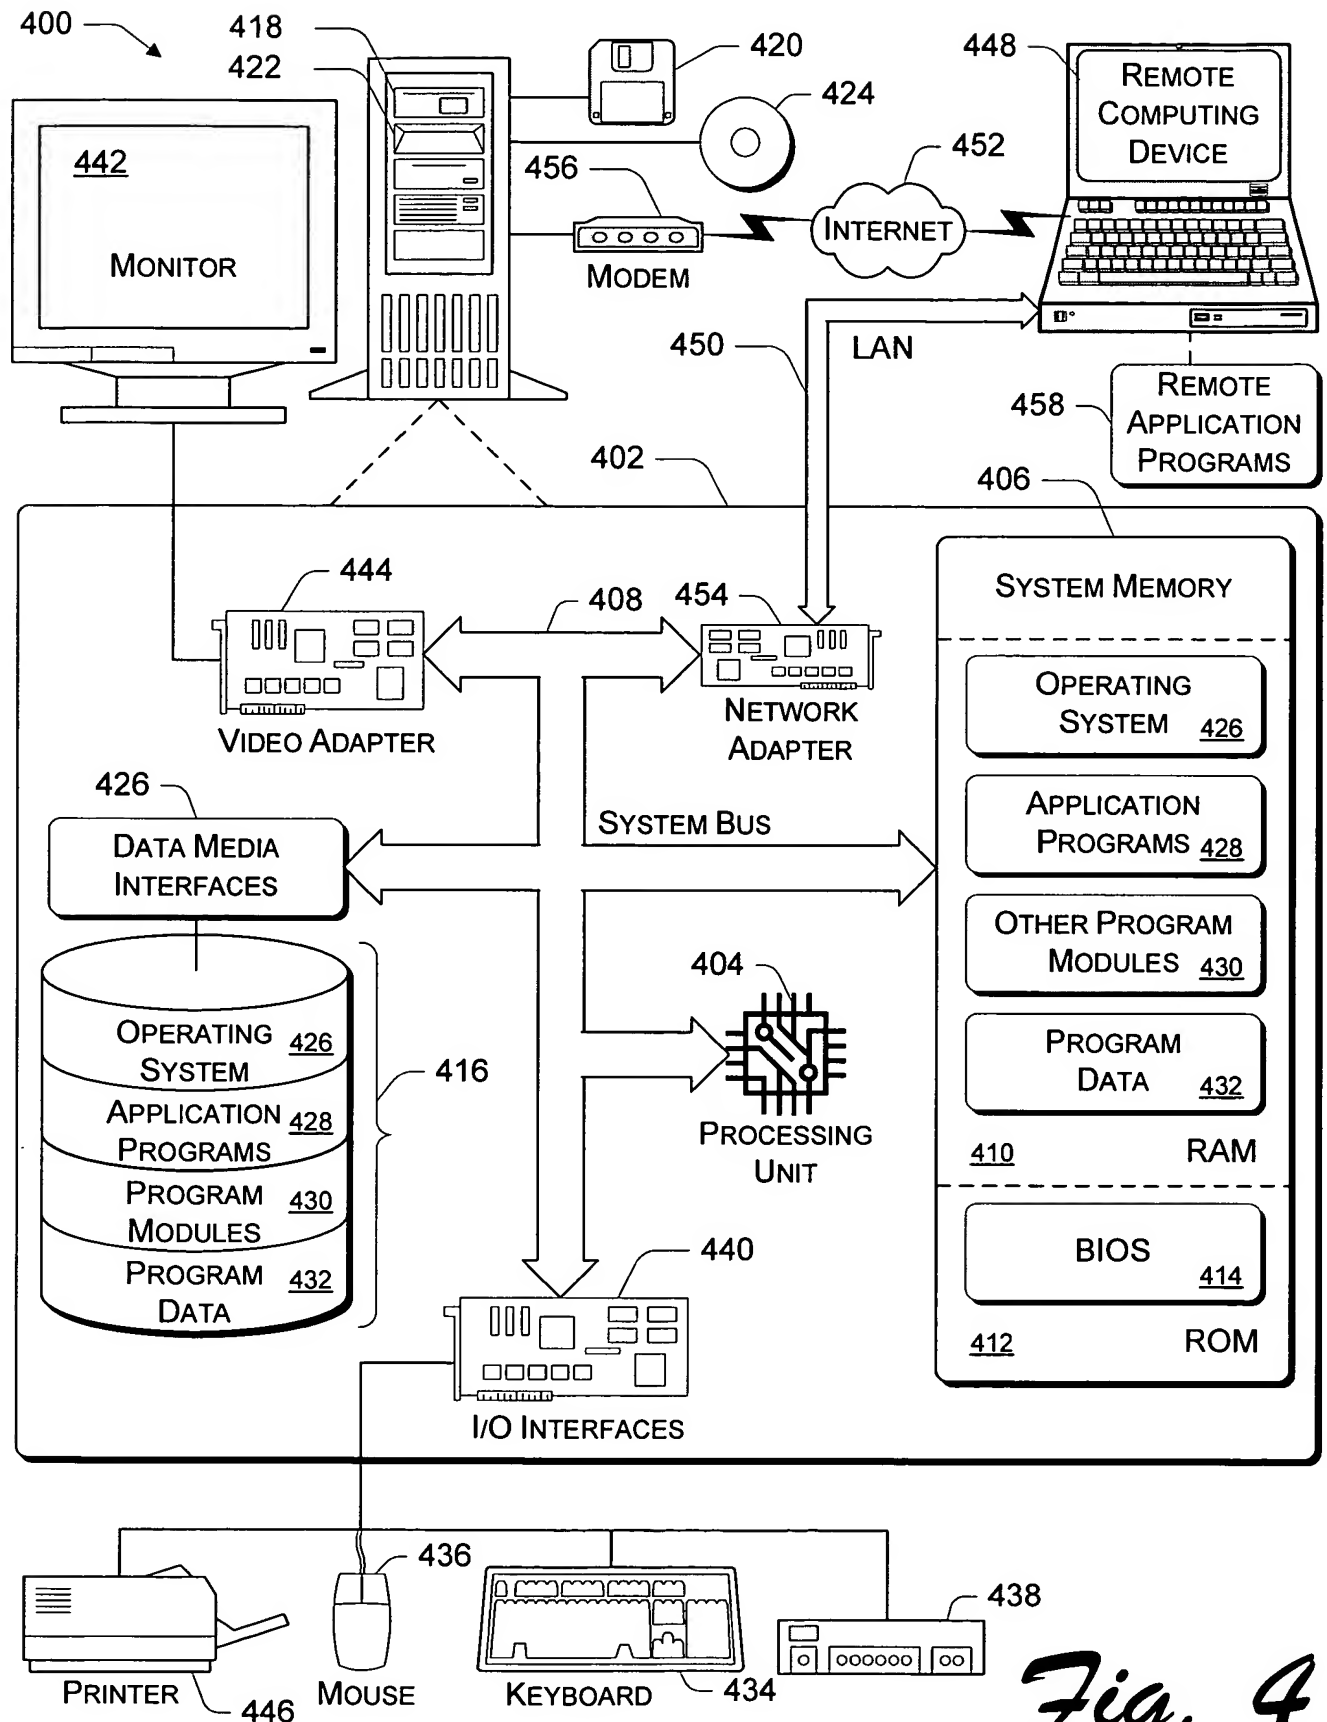 400
418
422
420
424
448
REMOTE
COMPUTING
DEVICE
442
MONITOR
456
MODEM
452
INTERNET
450
LAN
458
REMOTE
APPLICATION
PROGRAMS
402
406
SYSTEM MEMORY
444
408
454
VIDEO ADAPTER
NETWORK
ADAPTER
OPERATING
SYSTEM 426
426
DATA MEDIA
INTERFACES
SYSTEM BUS
APPLICATION
PROGRAMS 428
OTHER PROGRAM
MODULES 430
404
PROCESSING
UNIT
PROGRAM
DATA 432
410 RAM
OPERATING
SYSTEM 426
APPLICATION
PROGRAMS 428
PROGRAM
MODULES 430
PROGRAM
DATA 432
416
BIOS
414
412 ROM
440
I/O INTERFACES
PRINTER
446
436
MOUSE
KEYBOARD
434
438
Fig. 4